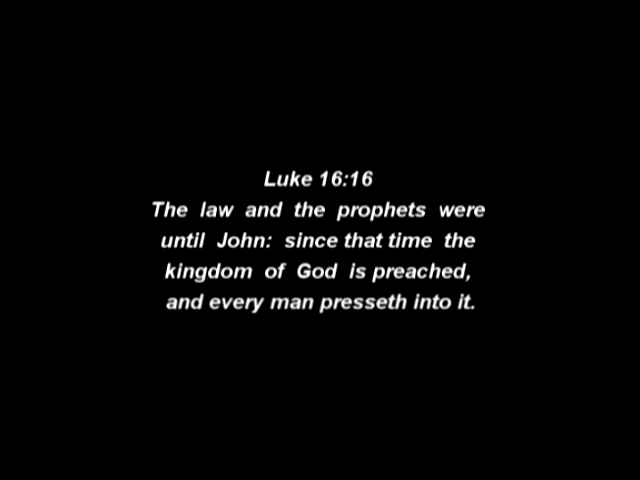 Luke 16:16
The law and the prophets were
until John: since that time the
kingdom of God is preached,
and every man presseth into it.